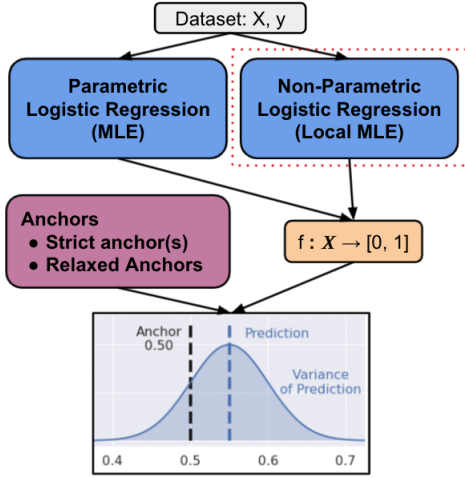 Dataset: X, y
Parametric
Logistic Regression
(MLE)
Non-Parametric
Logistic Regression
(Local MLE)
Anchors
● Strict anchor(s)
● Relaxed Anchors
f : X → [0, 1]
Anchor
0.50
Prediction
Variance
of Prediction
0.4 0.5 0.6 0.7